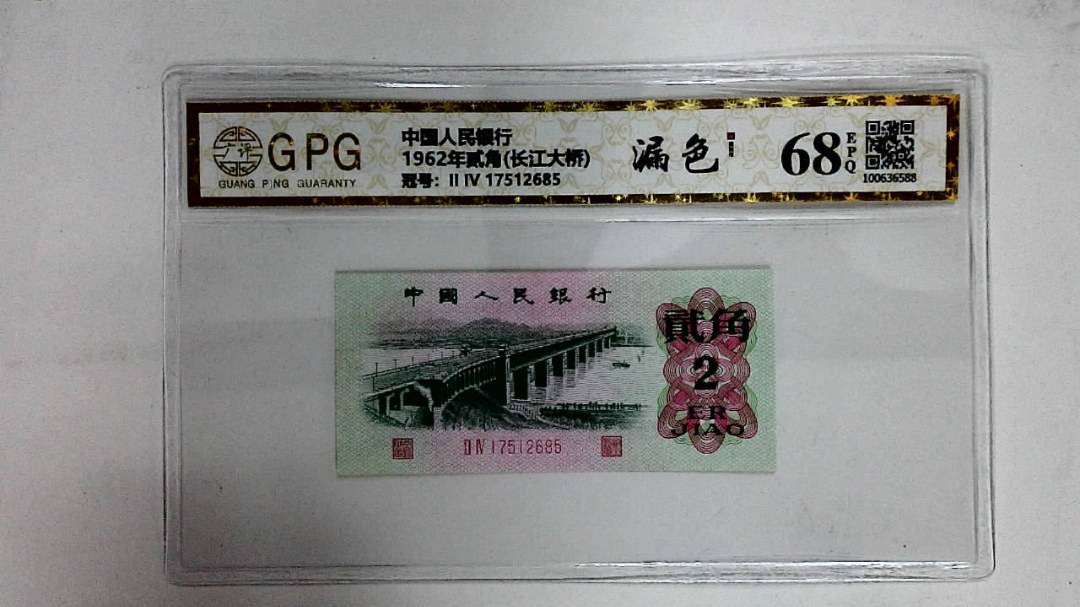 GPG
GUANG PING GUARANTY
中国人民银行
1962年贰角(长江大桥)
冠号：II IV 17512685
漏色
68
EPQ
100636588
中國人民銀行
貳角
2
ER
JIAO
II IV 17512685